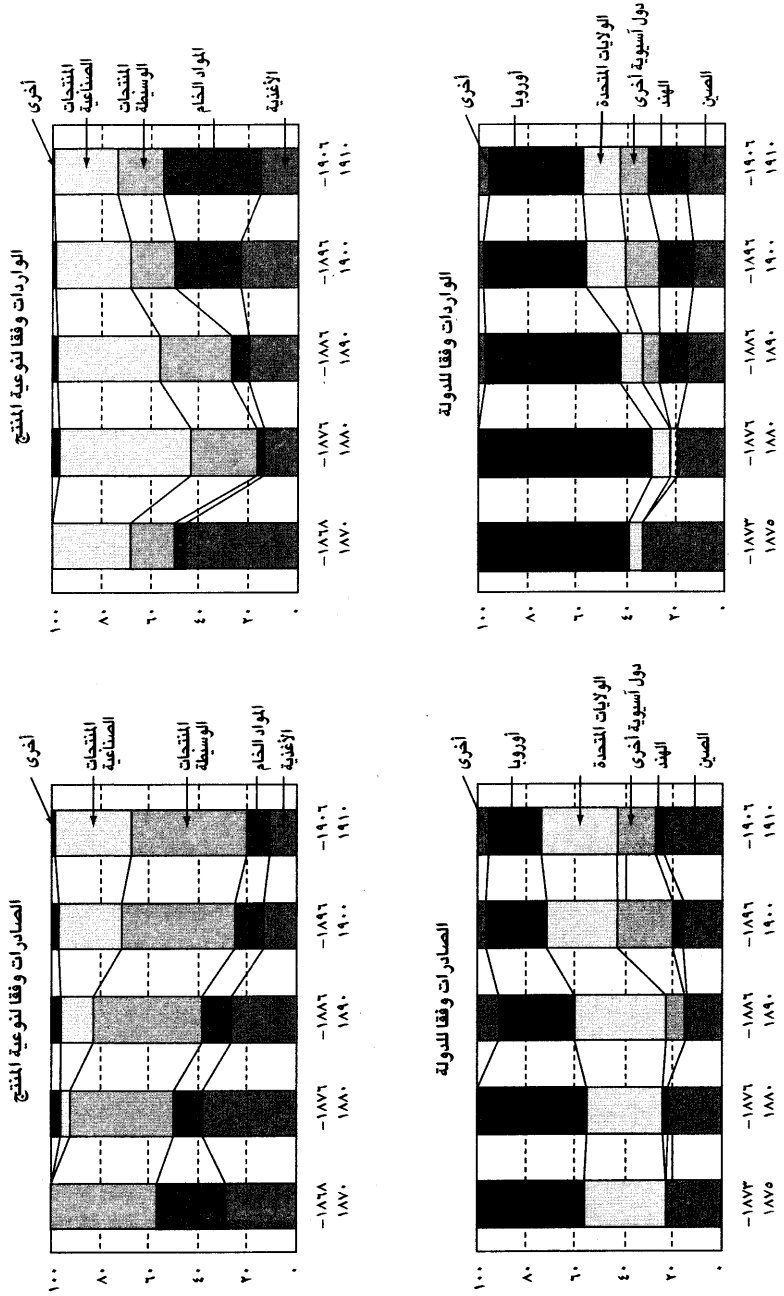 الصادرات وفقا لنوعية المنتج
١٠٠
٨٠
٦٠
٤٠
٢٠
٠
أخرى
المنتجات
الصناعية
المنتجات
الوسيطة
المواد الخام
الأغذية
١٨٦٨-
١٨٧٠
١٨٧٦-
١٨٨٠
١٨٨٦-
١٨٩٠
١٨٩٦-
١٩٠٠
١٩٠٦-
١٩١٠
الواردات وفقا لنوعية المنتج
١٠٠
٨٠
٦٠
٤٠
٢٠
٠
أخرى
المنتجات
الصناعية
المنتجات
الوسيطة
المواد الخام
الأغذية
١٨٦٨-
١٨٧٠
١٨٧٦-
١٨٨٠
١٨٨٦-
١٨٩٠
١٨٩٦-
١٩٠٠
١٩٠٦-
١٩١٠
الصادرات وفقا للدولة
١٠٠
٨٠
٦٠
٤٠
٢٠
٠
أخرى
أوروبا
الولايات المتحدة
دول آسيوية أخرى
الهند
الصين
١٨٧٣-
١٨٧٥
١٨٧٦-
١٨٨٠
١٨٨٦-
١٨٩٠
١٨٩٦-
١٩٠٠
١٩٠٦-
١٩١٠
الواردات وفقا للدولة
١٠٠
٨٠
٦٠
٤٠
٢٠
٠
أخرى
أوروبا
الولايات المتحدة
دول آسيوية أخرى
الهند
الصين
١٨٧٣-
١٨٧٥
١٨٧٦-
١٨٨٠
١٨٨٦-
١٨٩٠
١٨٩٦-
١٩٠٠
١٩٠٦-
١٩١٠